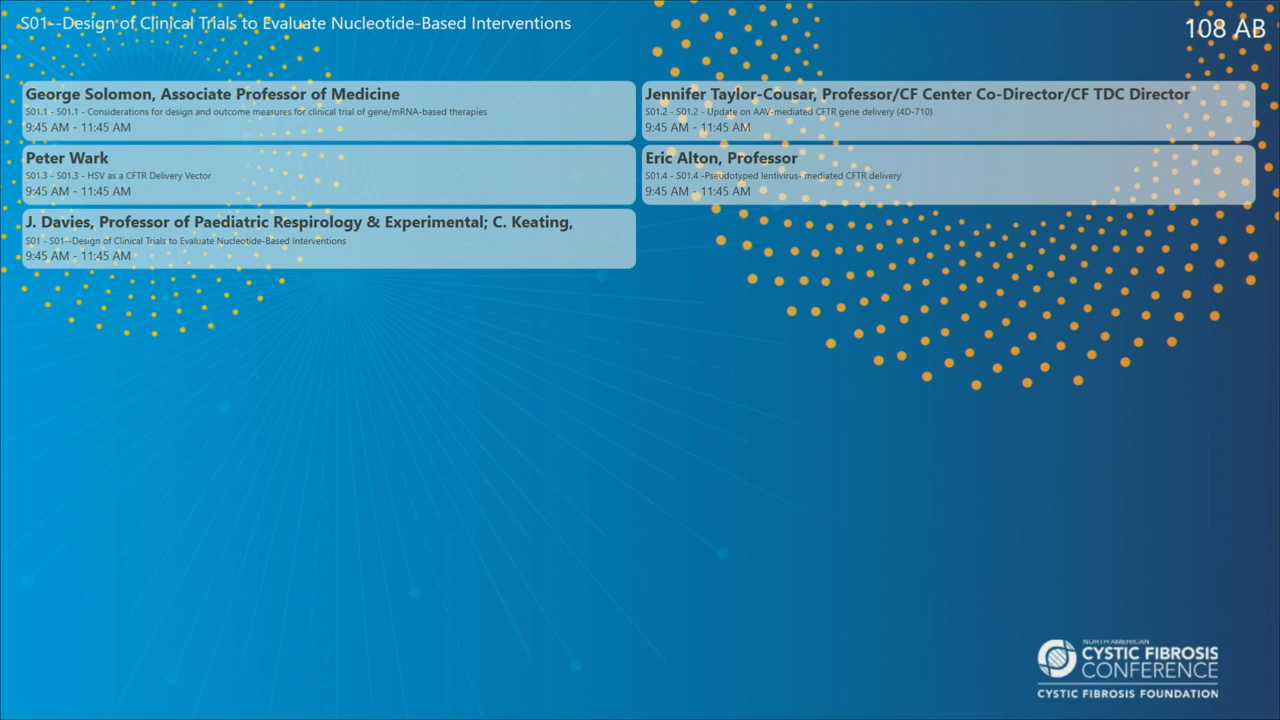 S01--Design of Clinical Trials to Evaluate Nucleotide-Based Interventions
108 AB
George Solomon, Associate Professor of Medicine
S01.1 - S01.1 - Considerations for design and outcome measures for clinical trial of gene/mRNA-based therapies
9:45 AM - 11:45 AM
Jennifer Taylor-Cousar, Professor/CF Center Co-Director/CF TDC Director
S01.2 - S01.2 - Update on AAV-mediated CFTR gene delivery (4D-710)
9:45 AM - 11:45 AM
Peter Wark
S01.3 - S01.3 - HSV as a CFTR Delivery Vector
9:45 AM - 11:45 AM
Eric Alton, Professor
S01.4 - S01.4 -Pseudotyped lentivirus- mediated CFTR delivery
9:45 AM - 11:45 AM
J. Davies, Professor of Paediatric Respirology & Experimental; C. Keating,
S01 - S01--Design of Clinical Trials to Evaluate Nucleotide-Based Interventions
9:45 AM - 11:45 AM
NORTH AMERICAN
CYSTIC FIBROSIS
CONFERENCE
CYSTIC FIBROSIS FOUNDATION